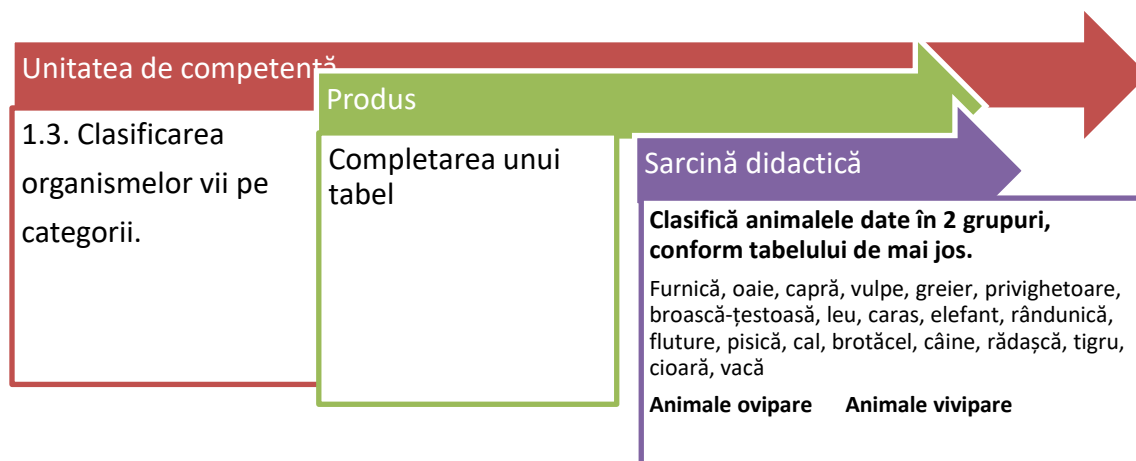 Unitatea de competență
1.3. Clasificarea
organismelor vii pe
categorii.
Produs
Completarea unui
tabel
Sarcină didactică
Clasifică animalele date în 2 grupuri,
conform tabelului de mai jos.
Furnică, oaie, capră, vulpe, greier, privighetoare,
broască-țestoasă, leu, caras, elefant, rândunică,
fluture, pisică, cal, brotăcel, câine, rădașcă, tigru,
cioară, vacă
Animale ovipare Animale vivipare